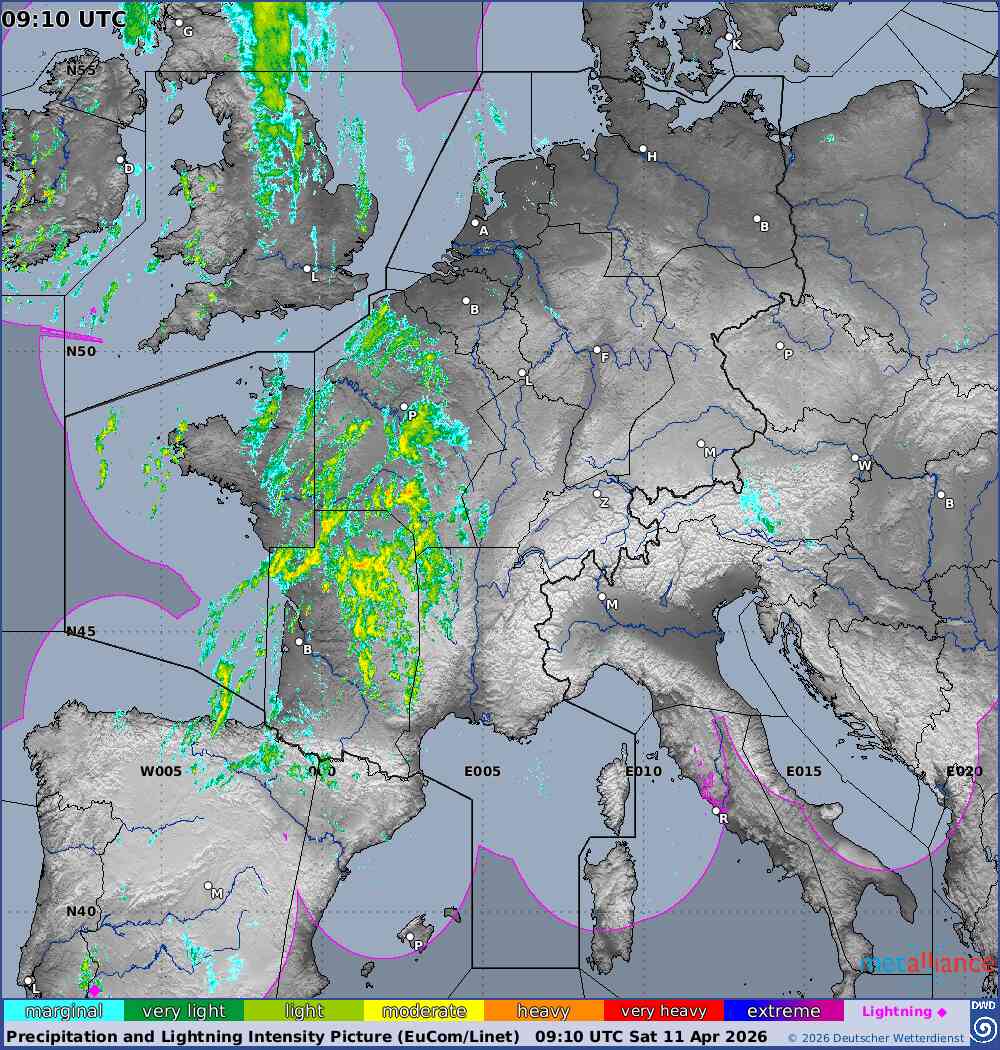 09:10 UTC
G
K
N55
D
H
A
B
L
B
N50
P
F
L
P
M
W
Z
B
M
N45
B
W005
000
E005
E010
E015
E020
R
M
N40
P
L
metalliance
marginal very light light moderate heavy very heavy extreme Lightning ◆
DWD
Precipitation and Lightning Intensity Picture (EuCom/Linet) 09:10 UTC Sat 11 Apr 2026 © 2026 Deutscher Wetterdienst